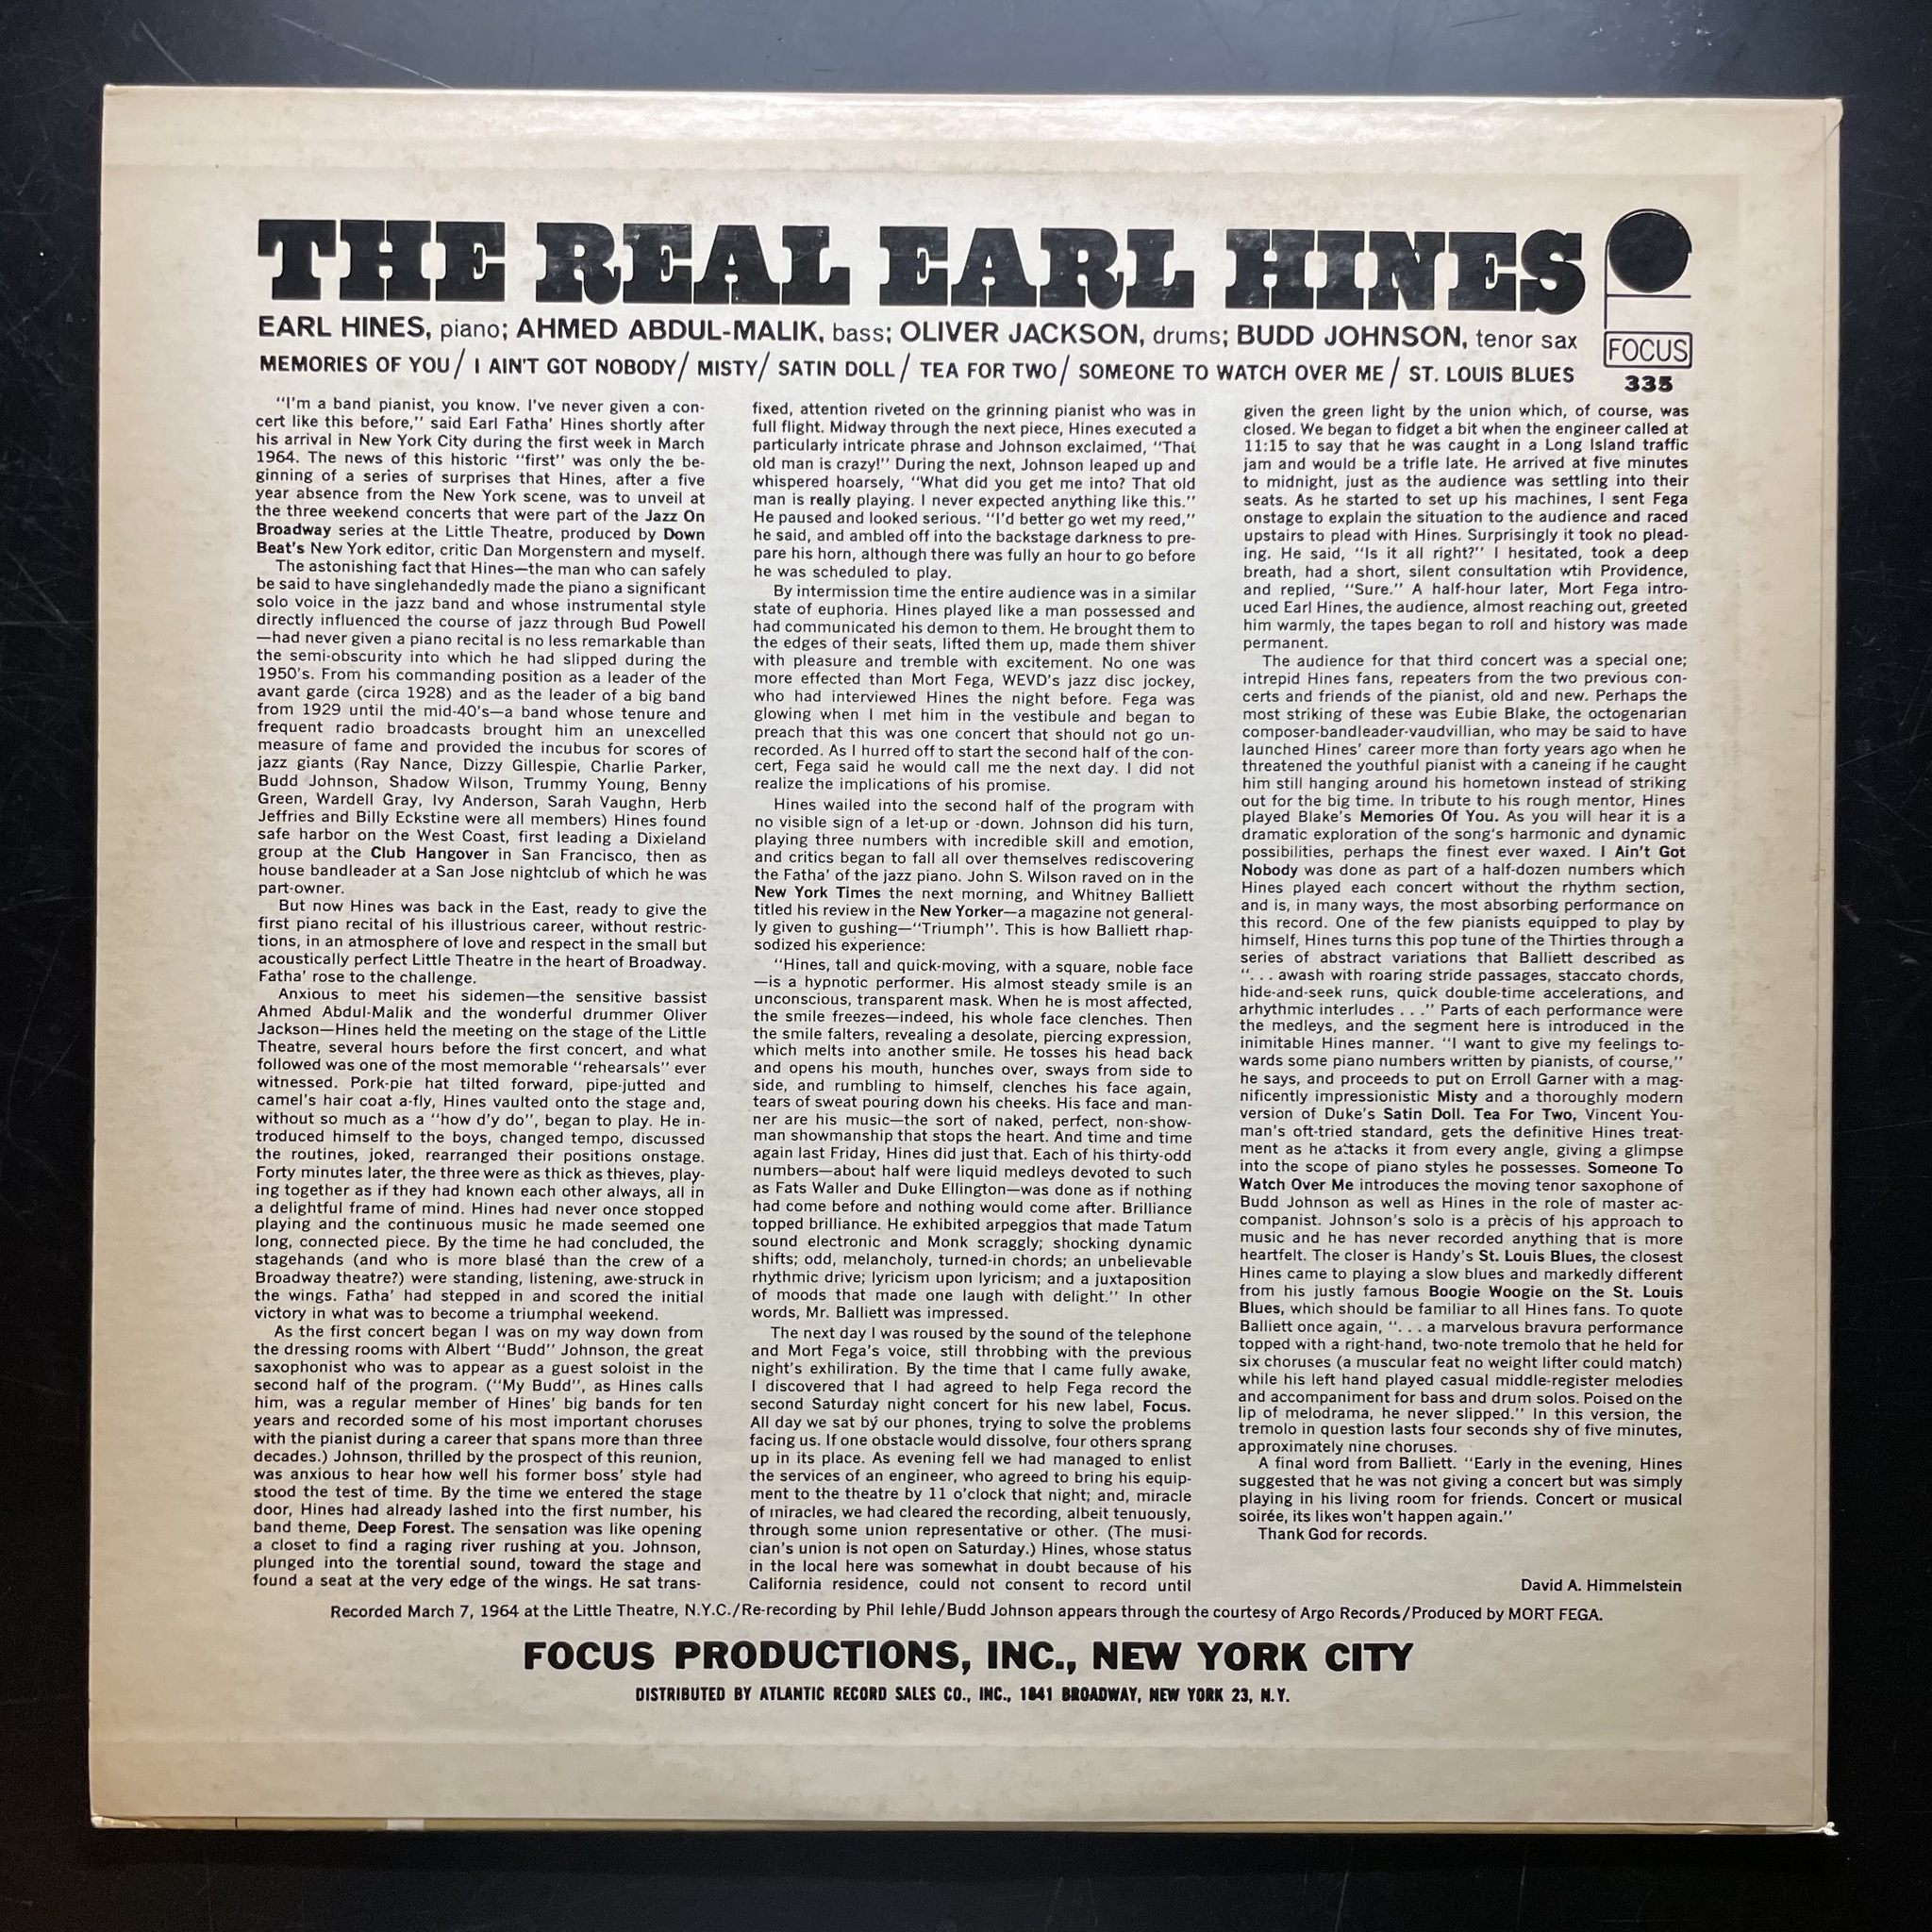 THE REAL EARL HINES
EARL HINES, piano; AHMED ABDUL-MALIK, bass; OLIVER JACKSON, drums; BUDD JOHNSON, tenor sax
MEMORIES OF YOU / I AIN'T GOT NOBODY / MISTY / SATIN DOLL / TEA FOR TWO / SOMEONE TO WATCH OVER ME / ST. LOUIS BLUES
FOCUS
335
"I'm a band pianist, you know. I've never given a con-
cert like this before," said Earl Fatha' Hines shortly after
his arrival in New York City during the first week in March
1964. The news of this historic "first" was only the be-
ginning of a series of surprises that Hines, after a five
year absence from the New York scene, was to unveil at
the three weekend concerts that were part of the Jazz On
Broadway series at the Little Theatre, produced by Down
Beat's New York editor, critic Dan Morgenstern and myself.
The astonishing fact that Hines—the man who can safely
be said to have singlehandedly made the piano a significant
solo voice in the jazz band and whose instrumental style
directly influenced the course of jazz through Bud Powell
—had never given a piano recital is no less remarkable than
the semi-obscurity into which he had slipped during the
1950's. From his commanding position as a leader of the
avant garde (circa 1928) and as the leader of a big band
from 1929 until the mid-40's—a band whose tenure and
frequent radio broadcasts brought him an unexcelled
measure of fame and provided the incubus for scores of
jazz giants (Ray Nance, Dizzy Gillespie, Charlie Parker,
Budd Johnson, Shadow Wilson, Trummy Young, Benny
Green, Wardell Gray, Ivy Anderson, Sarah Vaughn, Herb
Jeffries and Billy Eckstine were all members) Hines found
safe harbor on the West Coast, first leading a Dixieland
group at the Club Hangover in San Francisco, then as
house bandleader at a San Jose nightclub of which he was
part-owner.
But now Hines was back in the East, ready to give the
first piano recital of his illustrious career, without restric-
tions, in an atmosphere of love and respect in the small but
acoustically perfect Little Theatre in the heart of Broadway.
Fatha' rose to the challenge.
Anxious to meet his sidemen—the sensitive bassist
Ahmed Abdul-Malik and the wonderful drummer Oliver
Jackson—Hines held the meeting on the stage of the Little
Theatre, several hours before the first concert, and what
followed was one of the most memorable "rehearsals" ever
witnessed. Pork-pie hat tilted forward, pipe-jutted and
camel's hair coat a-fly, Hines vaulted onto the stage and,
without so much as a "how d'y do", began to play. He in-
troduced himself to the boys, changed tempo, discussed
the routines, joked, rearranged their positions onstage.
Forty minutes later, the three were as thick as thieves, play-
ing together as if they had known each other always, all in
a delightful frame of mind. Hines had never once stopped
playing and the continuous music he made seemed one
long, connected piece. By the time he had concluded, the
stagehands (and who is more blasé than the crew of a
Broadway theatre?) were standing, listening, awe-struck in
the wings. Fatha' had stepped in and scored the initial
victory in what was to become a triumphal weekend.
As the first concert began I was on my way down from
the dressing rooms with Albert "Budd" Johnson, the great
saxophonist who was to appear as a guest soloist in the
second half of the program. ("My Budd", as Hines calls
him, was a regular member of Hines' big bands for ten
years and recorded some of his most important choruses
with the pianist during a career that spans more than three
decades.) Johnson, thrilled by the prospect of this reunion,
was anxious to hear how well his former boss' style had
stood the test of time. By the time we entered the stage
door, Hines had already lashed into the first number, his
band theme, Deep Forest. The sensation was like opening
a closet to find a raging river rushing at you. Johnson,
plunged into the torential sound, toward the stage and
found a seat at the very edge of the wings. He sat trans-
fixed, attention riveted on the grinning pianist who was in
full flight. Midway through the next piece, Hines executed a
particularly intricate phrase and Johnson exclaimed, "That
old man is crazy!" During the next, Johnson leaped up and
whispered hoarsely, "What did you get me into? That old
man is really playing. I never expected anything like this."
He paused and looked serious. "I'd better go wet my reed,"
he said, and ambled off into the backstage darkness to pre-
pare his horn, although there was fully an hour to go before
he was scheduled to play.
By intermission time the entire audience was in a similar
state of euphoria. Hines played like a man possessed and
had communicated his demon to them. He brought them to
the edges of their seats, lifted them up, made them shiver
with pleasure and tremble with excitement. No one was
more effected than Mort Fega, WEVD's jazz disc jockey,
who had interviewed Hines the night before. Fega was
glowing when I met him in the vestibule and began to
preach that this was one concert that should not go un-
recorded. As I hurred off to start the second half of the con-
cert, Fega said he would call me the next day. I did not
realize the implications of his promise.
Hines wailed into the second half of the program with
no visible sign of a let-up or -down. Johnson did his turn,
playing three numbers with incredible skill and emotion,
and critics began to fall all over themselves rediscovering
the Fatha' of the jazz piano. John S. Wilson raved on in the
New York Times the next morning, and Whitney Balliett
titled his review in the New Yorker—a magazine not general-
ly given to gushing—"Triumph". This is how Balliett rhap-
sodized his experience:
"Hines, tall and quick-moving, with a square, noble face
—is a hypnotic performer. His almost steady smile is an
unconscious, transparent mask. When he is most affected,
the smile freezes—indeed, his whole face clenches. Then
the smile falters, revealing a desolate, piercing expression,
which melts into another smile. He tosses his head back
and opens his mouth, hunches over, sways from side to
side, and rumbling to himself, clenches his face again,
tears of sweat pouring down his cheeks. His face and man-
ner are his music—the sort of naked, perfect, non-show-
man showmanship that stops the heart. And time and time
again last Friday, Hines did just that. Each of his thirty-odd
numbers—about half were liquid medleys devoted to such
as Fats Waller and Duke Ellington—was done as if nothing
had come before and nothing would come after. Brilliance
topped brilliance. He exhibited arpeggios that made Tatum
sound electronic and Monk scraggly; shocking dynamic
shifts; odd, melancholy, turned-in chords; an unbelievable
rhythmic drive; lyricism upon lyricism; and a juxtaposition
of moods that made one laugh with delight." In other
words, Mr. Balliett was impressed.
The next day I was roused by the sound of the telephone
and Mort Fega's voice, still throbbing with the previous
night's exhiliration. By the time that I came fully awake,
I discovered that I had agreed to help Fega record the
second Saturday night concert for his new label, Focus.
All day we sat by our phones, trying to solve the problems
facing us. If one obstacle would dissolve, four others sprang
up in its place. As evening fell we had managed to enlist
the services of an engineer, who agreed to bring his equip-
ment to the theatre by 11 o'clock that night; and, miracle
of miracles, we had cleared the recording, albeit tenuously,
through some union representative or other. (The musi-
cian's union is not open on Saturday.) Hines, whose status
in the local here was somewhat in doubt because of his
California residence, could not consent to record until
given the green light by the union which, of course, was
closed. We began to fidget a bit when the engineer called at
11:15 to say that he was caught in a Long Island traffic
jam and would be a trifle late. He arrived at five minutes
to midnight, just as the audience was settling into their
seats. As he started to set up his machines, I sent Fega
onstage to explain the situation to the audience and raced
upstairs to plead with Hines. Surprisingly it took no plead-
ing. He said, "Is it all right?" I hesitated, took a deep
breath, had a short, silent consultation wtih Providence,
and replied, "Sure." A half-hour later, Mort Fega intro-
uced Earl Hines, the audience, almost reaching out, greeted
him warmly, the tapes began to roll and history was made
permanent.
The audience for that third concert was a special one;
intrepid Hines fans, repeaters from the two previous con-
certs and friends of the pianist, old and new. Perhaps the
most striking of these was Eubie Blake, the octogenarian
composer-bandleader-vaudvillian, who may be said to have
launched Hines' career more than forty years ago when he
threatened the youthful pianist with a caneing if he caught
him still hanging around his hometown instead of striking
out for the big time. In tribute to his rough mentor, Hines
played Blake's Memories Of You. As you will hear it is a
dramatic exploration of the song's harmonic and dynamic
possibilities, perhaps the finest ever waxed. I Ain't Got
Nobody was done as part of a half-dozen numbers which
Hines played each concert without the rhythm section,
and is, in many ways, the most absorbing performance on
this record. One of the few pianists equipped to play by
himself, Hines turns this pop tune of the Thirties through a
series of abstract variations that Balliett described as
". . . awash with roaring stride passages, staccato chords,
hide-and-seek runs, quick double-time accelerations, and
arhythmic interludes . . ." Parts of each performance were
the medleys, and the segment here is introduced in the
inimitable Hines manner. "I want to give my feelings to-
wards some piano numbers written by pianists, of course,"
he says, and proceeds to put on Erroll Garner with a mag-
nificently impressionistic Misty and a thoroughly modern
version of Duke's Satin Doll. Tea For Two, Vincent You-
man's oft-tried standard, gets the definitive Hines treat-
ment as he attacks it from every angle, giving a glimpse
into the scope of piano styles he possesses. Someone To
Watch Over Me introduces the moving tenor saxophone of
Budd Johnson as well as Hines in the role of master ac-
companist. Johnson's solo is a prècis of his approach to
music and he has never recorded anything that is more
heartfelt. The closer is Handy's St. Louis Blues, the closest
Hines came to playing a slow blues and markedly different
from his justly famous Boogie Woogie on the St. Louis
Blues, which should be familiar to all Hines fans. To quote
Balliett once again, ". . . a marvelous bravura performance
topped with a right-hand, two-note tremolo that he held for
six choruses (a muscular feat no weight lifter could match)
while his left hand played casual middle-register melodies
and accompaniment for bass and drum solos. Poised on the
lip of melodrama, he never slipped." In this version, the
tremolo in question lasts four seconds shy of five minutes,
approximately nine choruses.
A final word from Balliett. "Early in the evening, Hines
suggested that he was not giving a concert but was simply
playing in his living room for friends. Concert or musical
soirée, its likes won't happen again."
Thank God for records.
David A. Himmelstein
Recorded March 7, 1964 at the Little Theatre, N.Y.C./Re-recording by Phil Iehle/Budd Johnson appears through the courtesy of Argo Records/Produced by MORT FEGA.
FOCUS PRODUCTIONS, INC., NEW YORK CITY
DISTRIBUTED BY ATLANTIC RECORD SALES CO., INC., 1841 BROADWAY, NEW YORK 23, N.Y.